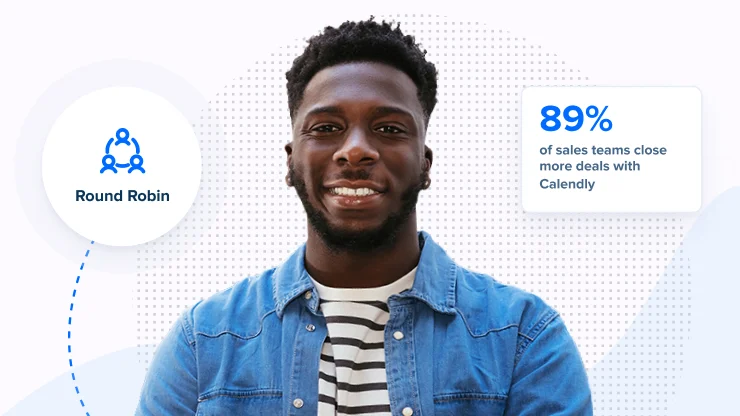 Round Robin
89%
of sales teams close
more deals with
Calendly